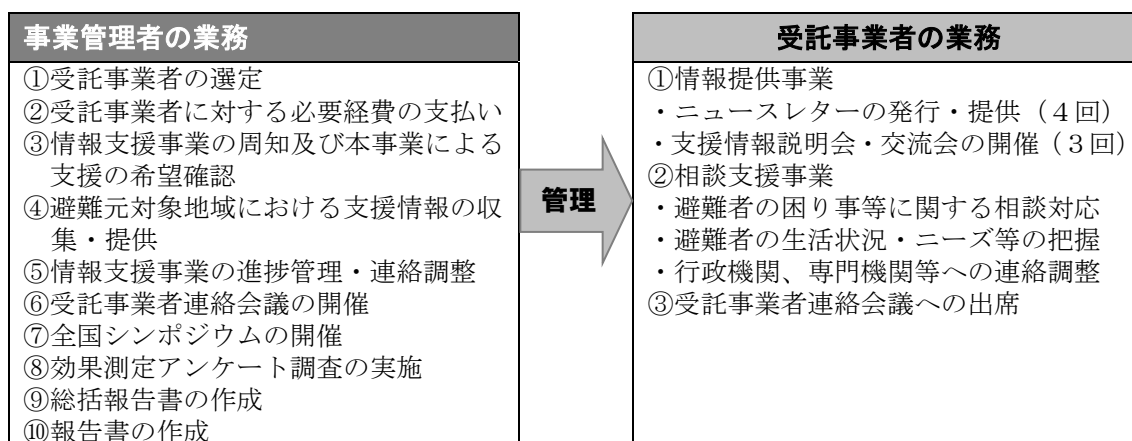 事業管理者の業務
①受託事業者の選定
②受託事業者に対する必要経費の支払い
③情報支援事業の周知及び本事業による
支援の希望確認
④避難元対象地域における支援情報の収
集・提供
⑤情報支援事業の進捗管理・連絡調整
⑥受託事業者連絡会議の開催
⑦全国シンポジウムの開催
⑧効果測定アンケート調査の実施
⑨総括報告書の作成
⑩報告書の作成
管理
受託事業者の業務
①情報提供事業
・ニュースレターの発行・提供（４回）
・支援情報説明会・交流会の開催（３回）
②相談支援事業
・避難者の困り事等に関する相談対応
・避難者の生活状況・ニーズ等の把握
・行政機関、専門機関等への連絡調整
③受託事業者連絡会議への出席